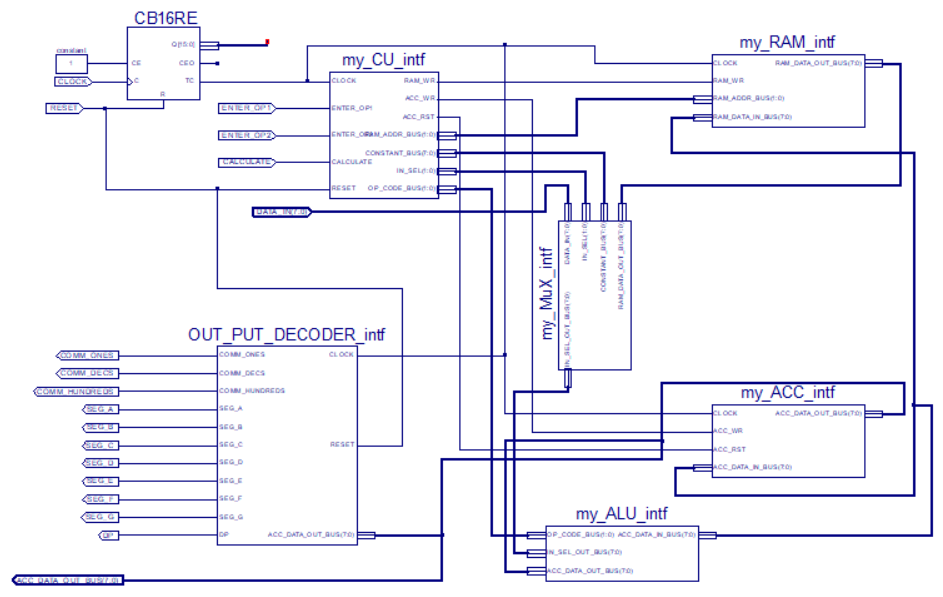 CB16RE
Q[15:0]
constant
1
CE
CEO
CLOCK
C
TC
R
RESET
my_CU_intf
CLOCK
RAM_WR
ACC_WR
ENTER_OP1
ENTER_OP1
ACC_RST
ENTER_OP2
RAM_ADDR_BUS(1:0)
CONSTANT_BUS(7:0)
CALCULATE
CALCULATE
IN_SEL(1:0)
RESET
OP_CODE_BUS(1:0)
DATA_IN(7:0)
my_RAM_intf
CLOCK
RAM_DATA_OUT_BUS(7:0)
RAM_WR
RAM_ADDR_BUS(1:0)
RAM_DATA_IN_BUS(7:0)
my_MuX_intf
DATA_IN(7:0)
IN_SEL(1:0)
CONSTANT_BUS(7:0)
RAM_DATA_OUT_BUS(7:0)
IN_SEL_OUT_BUS(7:0)
OUT_PUT_DECODER_intf
COMM_ONES
COMM_ONES
CLOCK
COMM_DECS
COMM_DECS
COMM_HUNDREDS
COMM_HUNDREDS
SEG_A
SEG_A
SEG_B
SEG_B
SEG_C
SEG_C
RESET
SEG_D
SEG_D
SEG_E
SEG_E
SEG_F
SEG_F
SEG_G
SEG_G
DP
DP
ACC_DATA_OUT_BUS(7:0)
ACC_DATA_OUT_BUS(7:0)
my_ACC_intf
CLOCK
ACC_DATA_OUT_BUS(7:0)
ACC_WR
ACC_RST
ACC_DATA_IN_BUS(7:0)
my_ALU_intf
OP_CODE_BUS(1:0)
ACC_DATA_IN_BUS(7:0)
IN_SEL_OUT_BUS(7:0)
ACC_DATA_OUT_BUS(7:0)